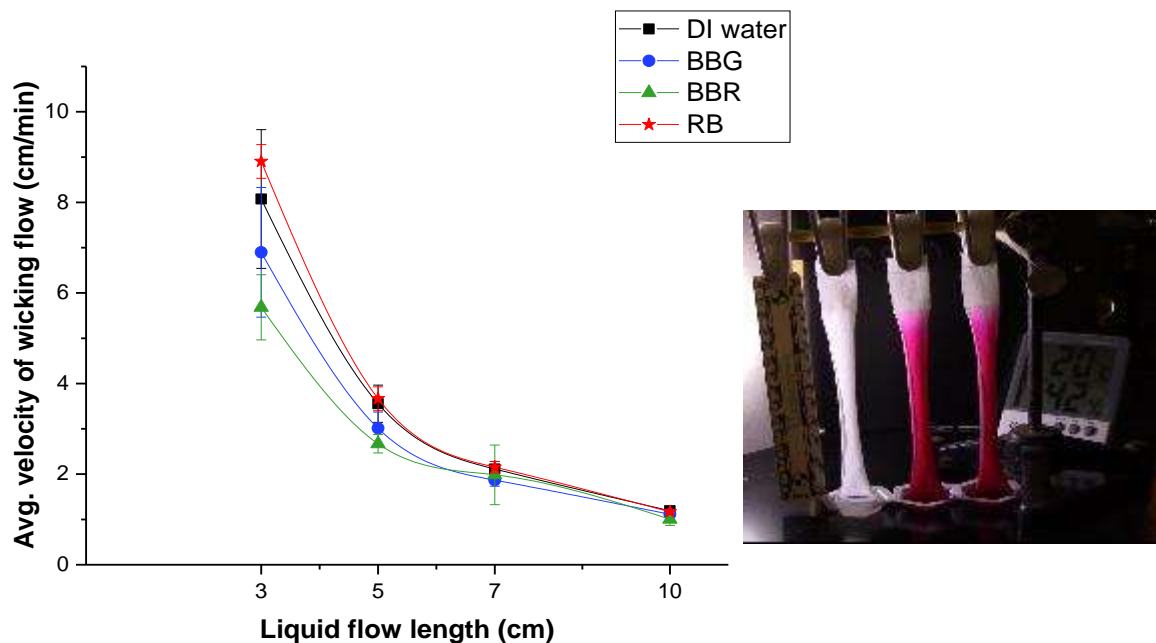 DI water
BBG
BBR
RB
Avg. velocity of wicking flow (cm/min)
10
8
6
4
2
0
3 5 7 10
Liquid flow length (cm)